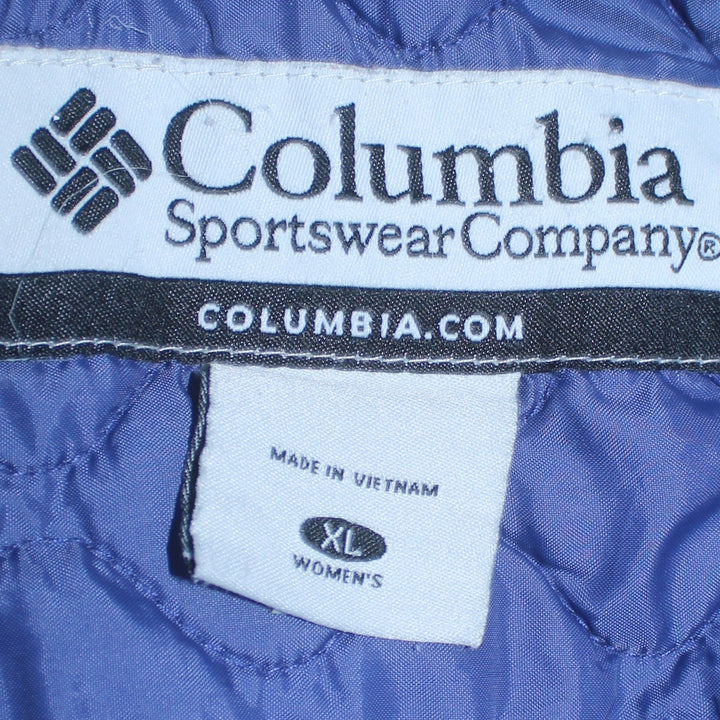 Columbia
Sportswear Company®
COLUMBIA.COM
MADE IN VIETNAM
XL
WOMEN'S